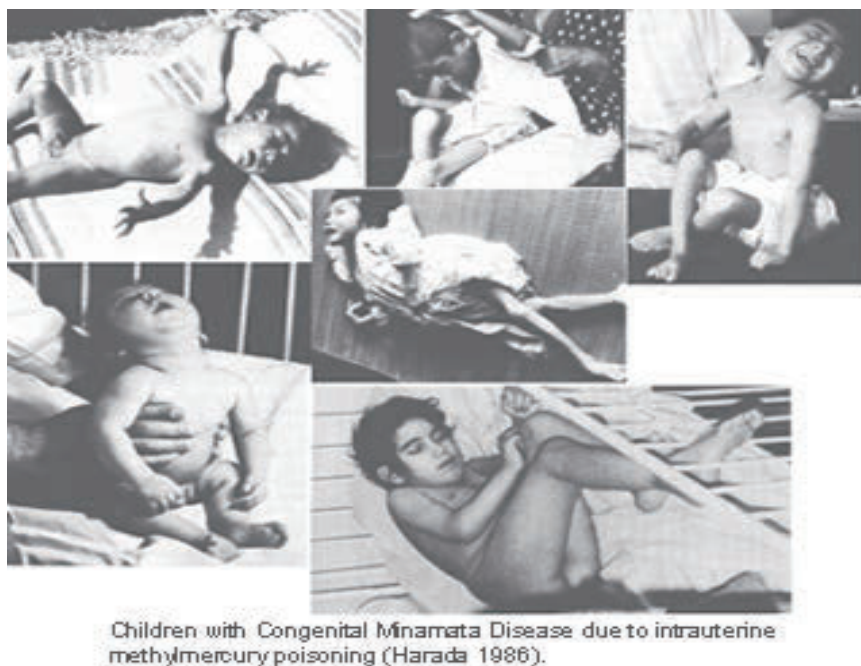 Children with Congenital Minamata Disease due to intrauterine
methylmercury poisoning (Harada 1986).